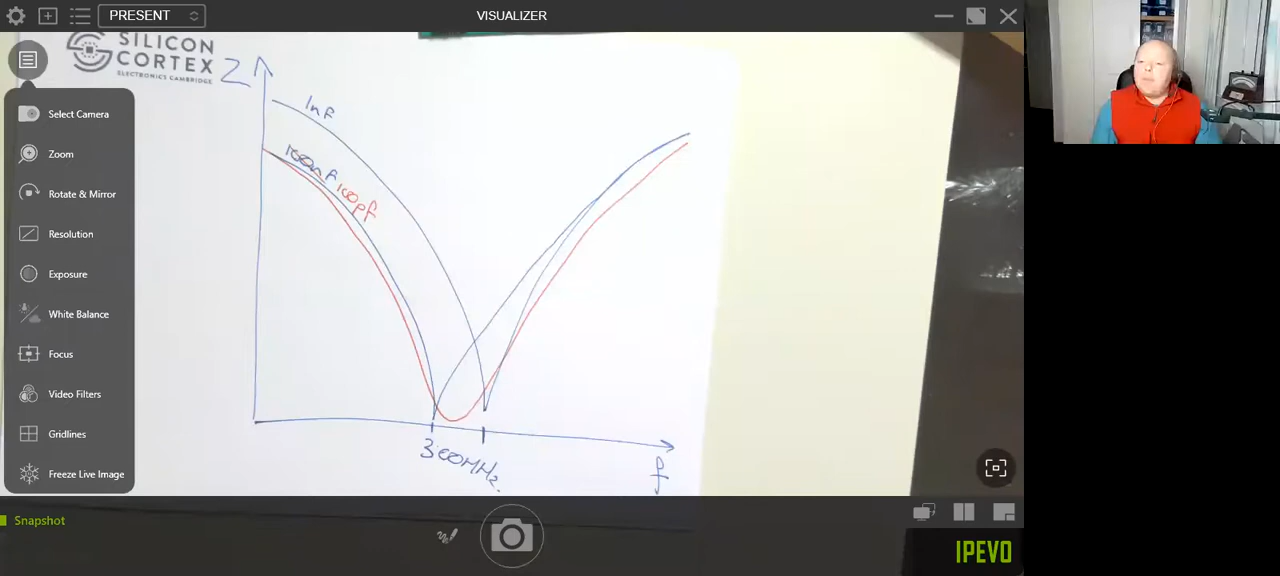 PRESENT
VISUALIZER
SILICON
CORTEX
ELECTRONICS CAMBRIDGE
Z
1nF
100nF 100pf
300MHz.
f
Select Camera
Zoom
Rotate & Mirror
Resolution
Exposure
White Balance
Focus
Video Filters
Gridlines
Freeze Live Image
Snapshot
IPEVO